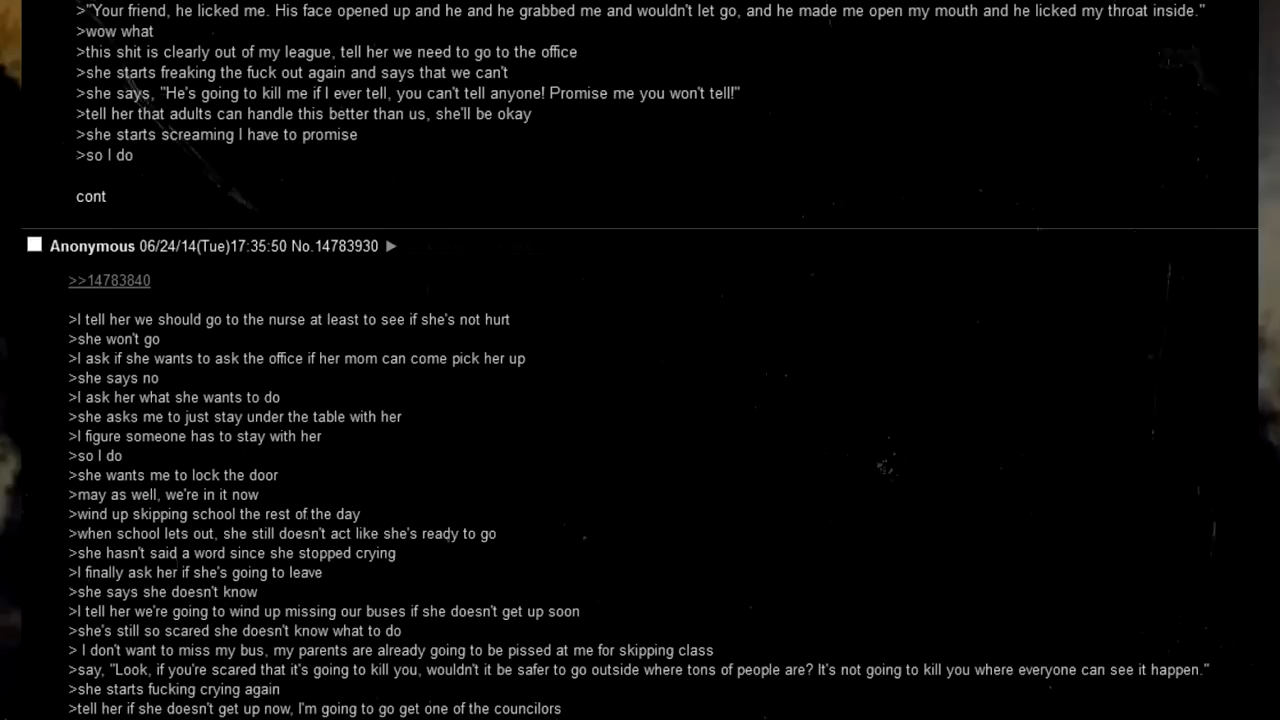 >"Your friend, he licked me. His face opened up and he and he grabbed me and wouldn't let go, and he made me open my mouth and he licked my throat inside."
>wow what
>this shit is clearly out of my league, tell her we need to go to the office
>she starts freaking the fuck out again and says that we can't
>she says, "He's going to kill me if I ever tell, you can't tell anyone! Promise me you won't tell!"
>tell her that adults can handle this better than us, she'll be okay
>she starts screaming I have to promise
>so I do
cont
Anonymous 06/24/14(Tue)17:35:50 No.14783930 ▶
>>14783840
>I tell her we should go to the nurse at least to see if she's not hurt
>she won't go
>I ask if she wants to ask the office if her mom can come pick her up
>she says no
>I ask her what she wants to do
>she asks me to just stay under the table with her
>I figure someone has to stay with her
>so I do
>she wants me to lock the door
>may as well, we're in it now
>wind up skipping school the rest of the day
>when school lets out, she still doesn't act like she's ready to go
>she hasn't said a word since she stopped crying
>I finally ask her if she's going to leave
>she says she doesn't know
>I tell her we're going to wind up missing our buses if she doesn't get up soon
>she's still so scared she doesn't know what to do
> I don't want to miss my bus, my parents are already going to be pissed at me for skipping class
>say, "Look, if you're scared that it's going to kill you, wouldn't it be safer to go outside where tons of people are? It's not going to kill you where everyone can see it happen."
>she starts fucking crying again
>tell her if she doesn't get up now, I'm going to go get one of the councilors